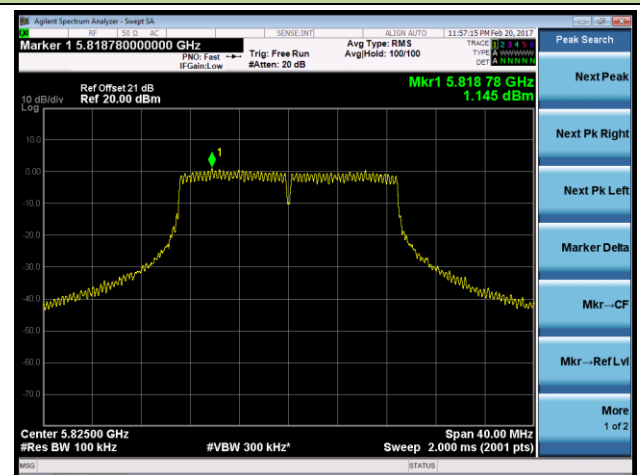 Agilent Spectrum Analyzer - Swept SA
RF 50 Ω AC SENSE:INT ALIGN AUTO 11:57:15 PM Feb 20, 2017
Marker 1 5.818780000000 GHz
PNO: Fast
IFGain:Low
Trig: Free Run
#Atten: 20 dB
Avg Type: RMS
Avg|Hold: 100/100
TRACE 1 2 3 4 5 6
TYPE A WWWWW
DET A N N N N N
Peak Search
Ref Offset 21 dB
10 dB/div Ref 20.00 dBm
Log
Mkr1 5.818 78 GHz
1.145 dBm
Next Peak
Next Pk Right
Next Pk Left
Marker Delta
Mkr→CF
Mkr→Ref Lvl
More
1 of 2
10.0
0.00
-10.0
-20.0
-30.0
-40.0
-50.0
-60.0
-70.0
1
Center 5.82500 GHz Span 40.00 MHz
#Res BW 100 kHz #VBW 300 kHz* Sweep 2.000 ms (2001 pts)
MSG STATUS